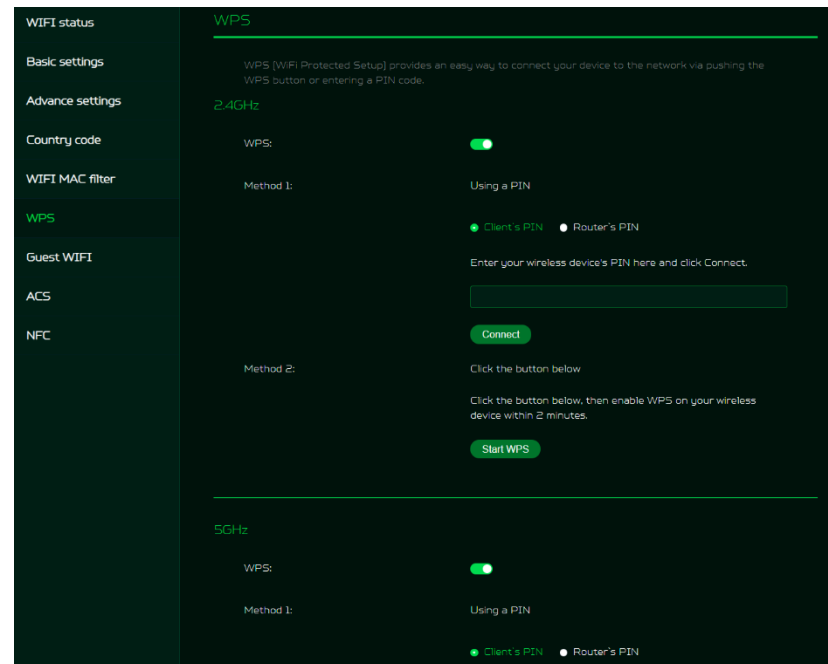 WIFI status
Basic settings
Advance settings
Country code
WIFI MAC filter
WPS
Guest WIFI
ACS
NFC
WPS
WPS (WiFi Protected Setup) provides an easy way to connect your device to the network via pushing the
WPS button or entering a PIN code.
2.4GHz
WPS:
Method 1:
Using a PIN
Client's PIN Router's PIN
Enter your wireless device's PIN here and click Connect.
Connect
Method 2:
Click the button below
Click the button below, then enable WPS on your wireless
device within 2 minutes.
Start WPS
5GHz
WPS:
Method 1:
Using a PIN
Client's PIN Router's PIN